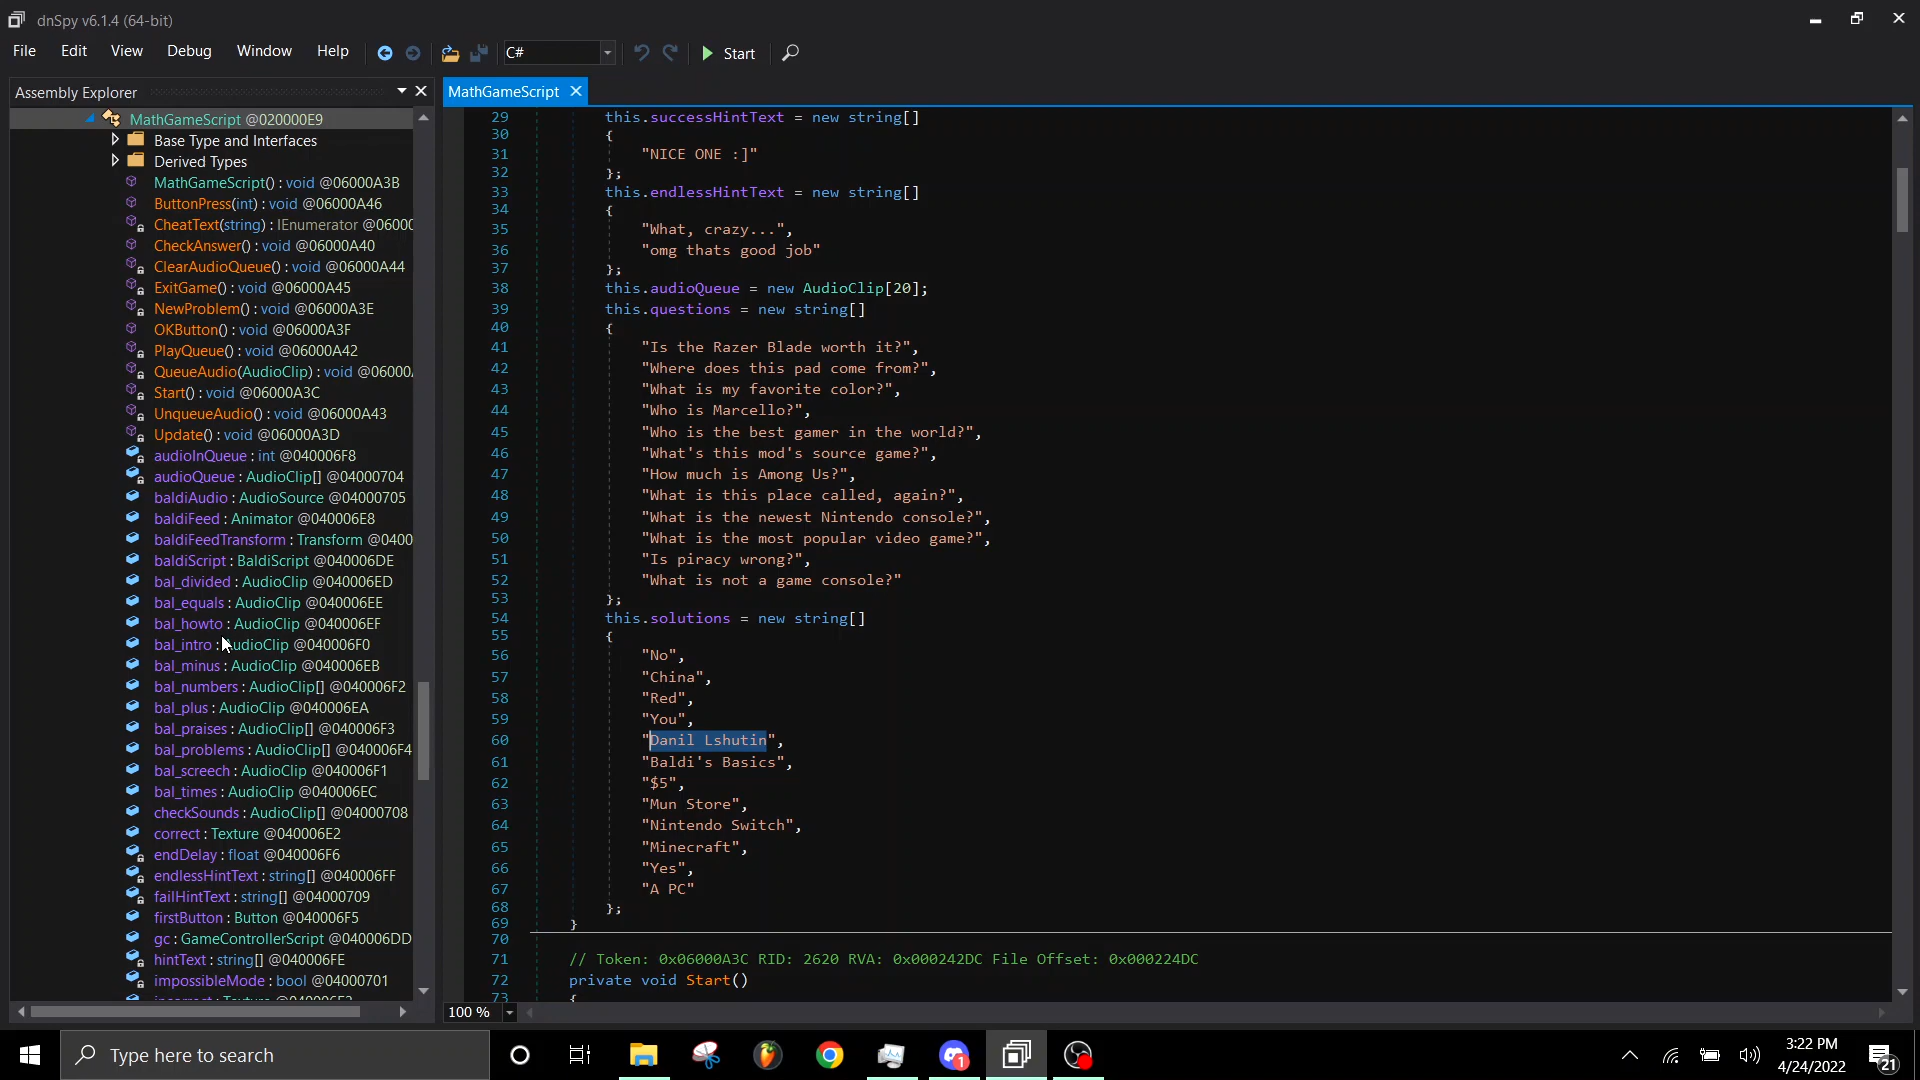 dnSpy v6.1.4 (64-bit)
File Edit View Debug Window Help C# Start
Assembly Explorer
MathGameScript
MathGameScript @020000E9
Base Type and Interfaces
Derived Types
MathGameScript() : void @06000A3B
ButtonPress(int) : void @06000A46
CheatText(string) : IEnumerator @06000
CheckAnswer() : void @06000A40
ClearAudioQueue() : void @06000A44
ExitGame() : void @06000A45
NewProblem() : void @06000A3E
OKButton() : void @06000A3F
PlayQueue() : void @06000A42
QueueAudio(AudioClip) : void @06000
Start() : void @06000A3C
UnqueueAudio() : void @06000A43
Update() : void @06000A3D
audioInQueue : int @040006F8
audioQueue : AudioClip[] @04000704
baldiAudio : AudioSource @04000705
baldiFeed : Animator @040006E8
baldiFeedTransform : Transform @0400
baldiScript : BaldiScript @040006DE
bal_divided : AudioClip @040006ED
bal_equals : AudioClip @040006EE
bal_howto : AudioClip @040006EF
bal_intro : AudioClip @040006F0
bal_minus : AudioClip @040006EB
bal_numbers : AudioClip[] @040006F2
bal_plus : AudioClip @040006EA
bal_praises : AudioClip[] @040006F3
bal_problems : AudioClip[] @040006F4
bal_screech : AudioClip @040006F1
bal_times : AudioClip @040006EC
checkSounds : AudioClip[] @04000708
correct : Texture @040006E2
endDelay : float @040006F6
endlessHintText : string[] @040006FF
failHintText : string[] @04000709
firstButton : Button @040006F5
gc : GameControllerScript @040006DD
hintText : string[] @040006FE
impossibleMode : bool @04000701
29 this.successHintText = new string[]
30 {
31 "NICE ONE :]"
32 };
33 this.endlessHintText = new string[]
34 {
35 "What, crazy...",
36 "omg thats good job"
37 };
38 this.audioQueue = new AudioClip[20];
39 this.questions = new string[]
40 {
41 "Is the Razer Blade worth it?",
42 "Where does this pad come from?",
43 "What is my favorite color?",
44 "Who is Marcello?",
45 "Who is the best gamer in the world?",
46 "What's this mod's source game?",
47 "How much is Among Us?",
48 "What is this place called, again?",
49 "What is the newest Nintendo console?",
50 "What is the most popular video game?",
51 "Is piracy wrong?",
52 "What is not a game console?"
53 };
54 this.solutions = new string[]
55 {
56 "No",
57 "China",
58 "Red",
59 "You",
60 "Danil Lshutin",
61 "Baldi's Basics",
62 "$5",
63 "Mun Store",
64 "Nintendo Switch",
65 "Minecraft",
66 "Yes",
67 "A PC"
68 };
69 }
70
71 // Token: 0x06000A3C RID: 2620 RVA: 0x000242DC File Offset: 0x000224DC
72 private void Start()
73 {
100 %
Type here to search
1
3:22 PM
4/24/2022
21